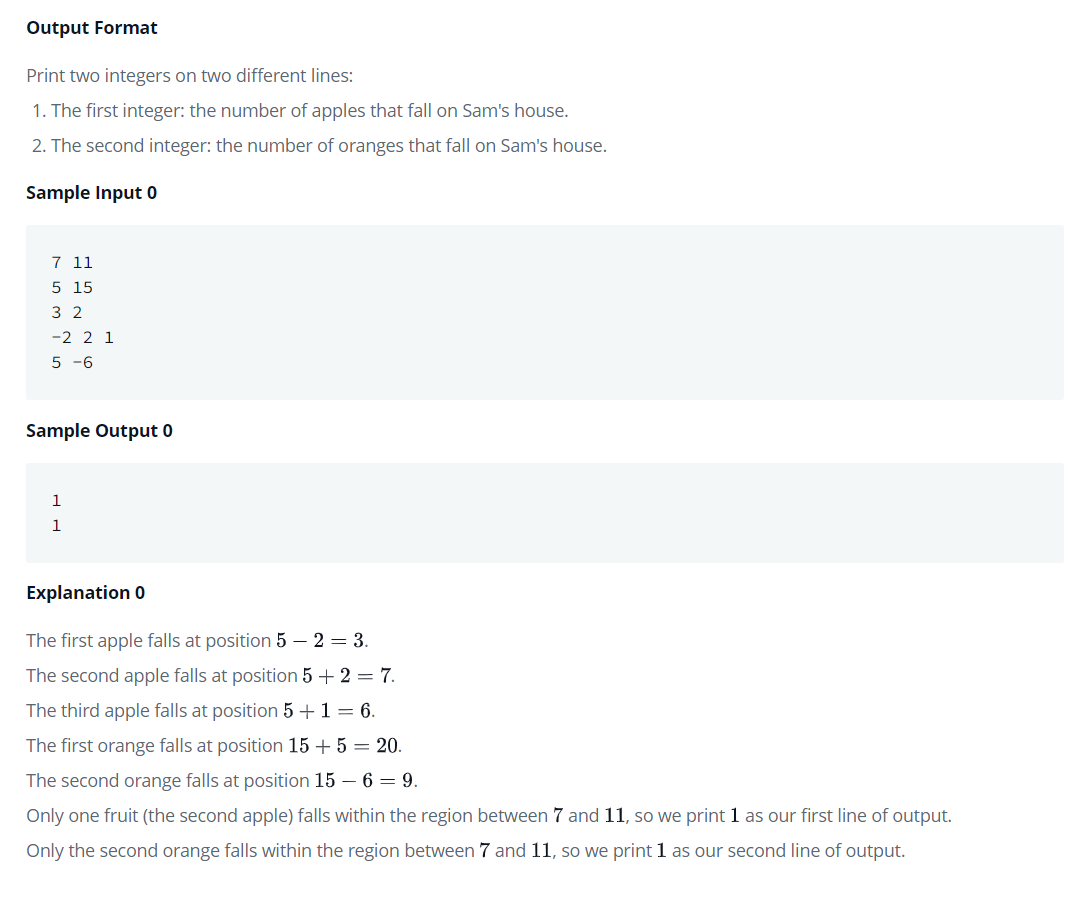 Output Format
Print two integers on two different lines:
1. The first integer: the number of apples that fall on Sam's house.
2. The second integer: the number of oranges that fall on Sam's house.
Sample Input 0
7 11
5 15
3 2
-2 2 1
5 -6
Sample Output 0
1
1
Explanation 0
The first apple falls at position 5 − 2 = 3.
The second apple falls at position 5 + 2 = 7.
The third apple falls at position 5 + 1 = 6.
The first orange falls at position 15 + 5 = 20.
The second orange falls at position 15 − 6 = 9.
Only one fruit (the second apple) falls within the region between 7 and 11, so we print 1 as our first line of output.
Only the second orange falls within the region between 7 and 11, so we print 1 as our second line of output.